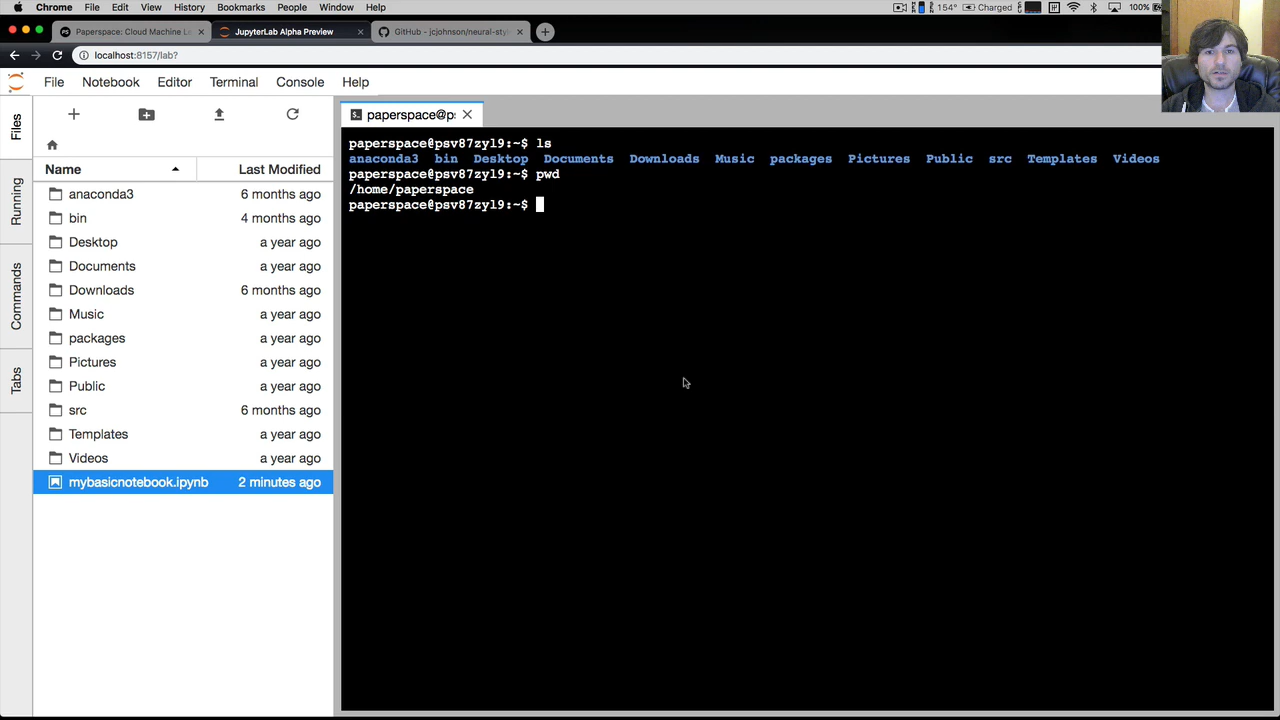 Chrome File Edit View History Bookmarks People Window Help 154° Charged 100%
Paperspace: Cloud Machine Le JupyterLab Alpha Preview GitHub - jcjohnson/neural-sty
localhost:8157/lab?
File Notebook Editor Terminal Console Help
Files
Running
Commands
Tabs
Name Last Modified
anaconda3 6 months ago
bin 4 months ago
Desktop a year ago
Documents a year ago
Downloads 6 months ago
Music a year ago
packages a year ago
Pictures a year ago
Public a year ago
src 6 months ago
Templates a year ago
Videos a year ago
mybasicnotebook.ipynb 2 minutes ago
paperspace@p
paperspace@psv87zyl9:~$ ls
anaconda3 bin Desktop Documents Downloads Music packages Pictures Public src Templates Videos
paperspace@psv87zyl9:~$ pwd
/home/paperspace
paperspace@psv87zyl9:~$